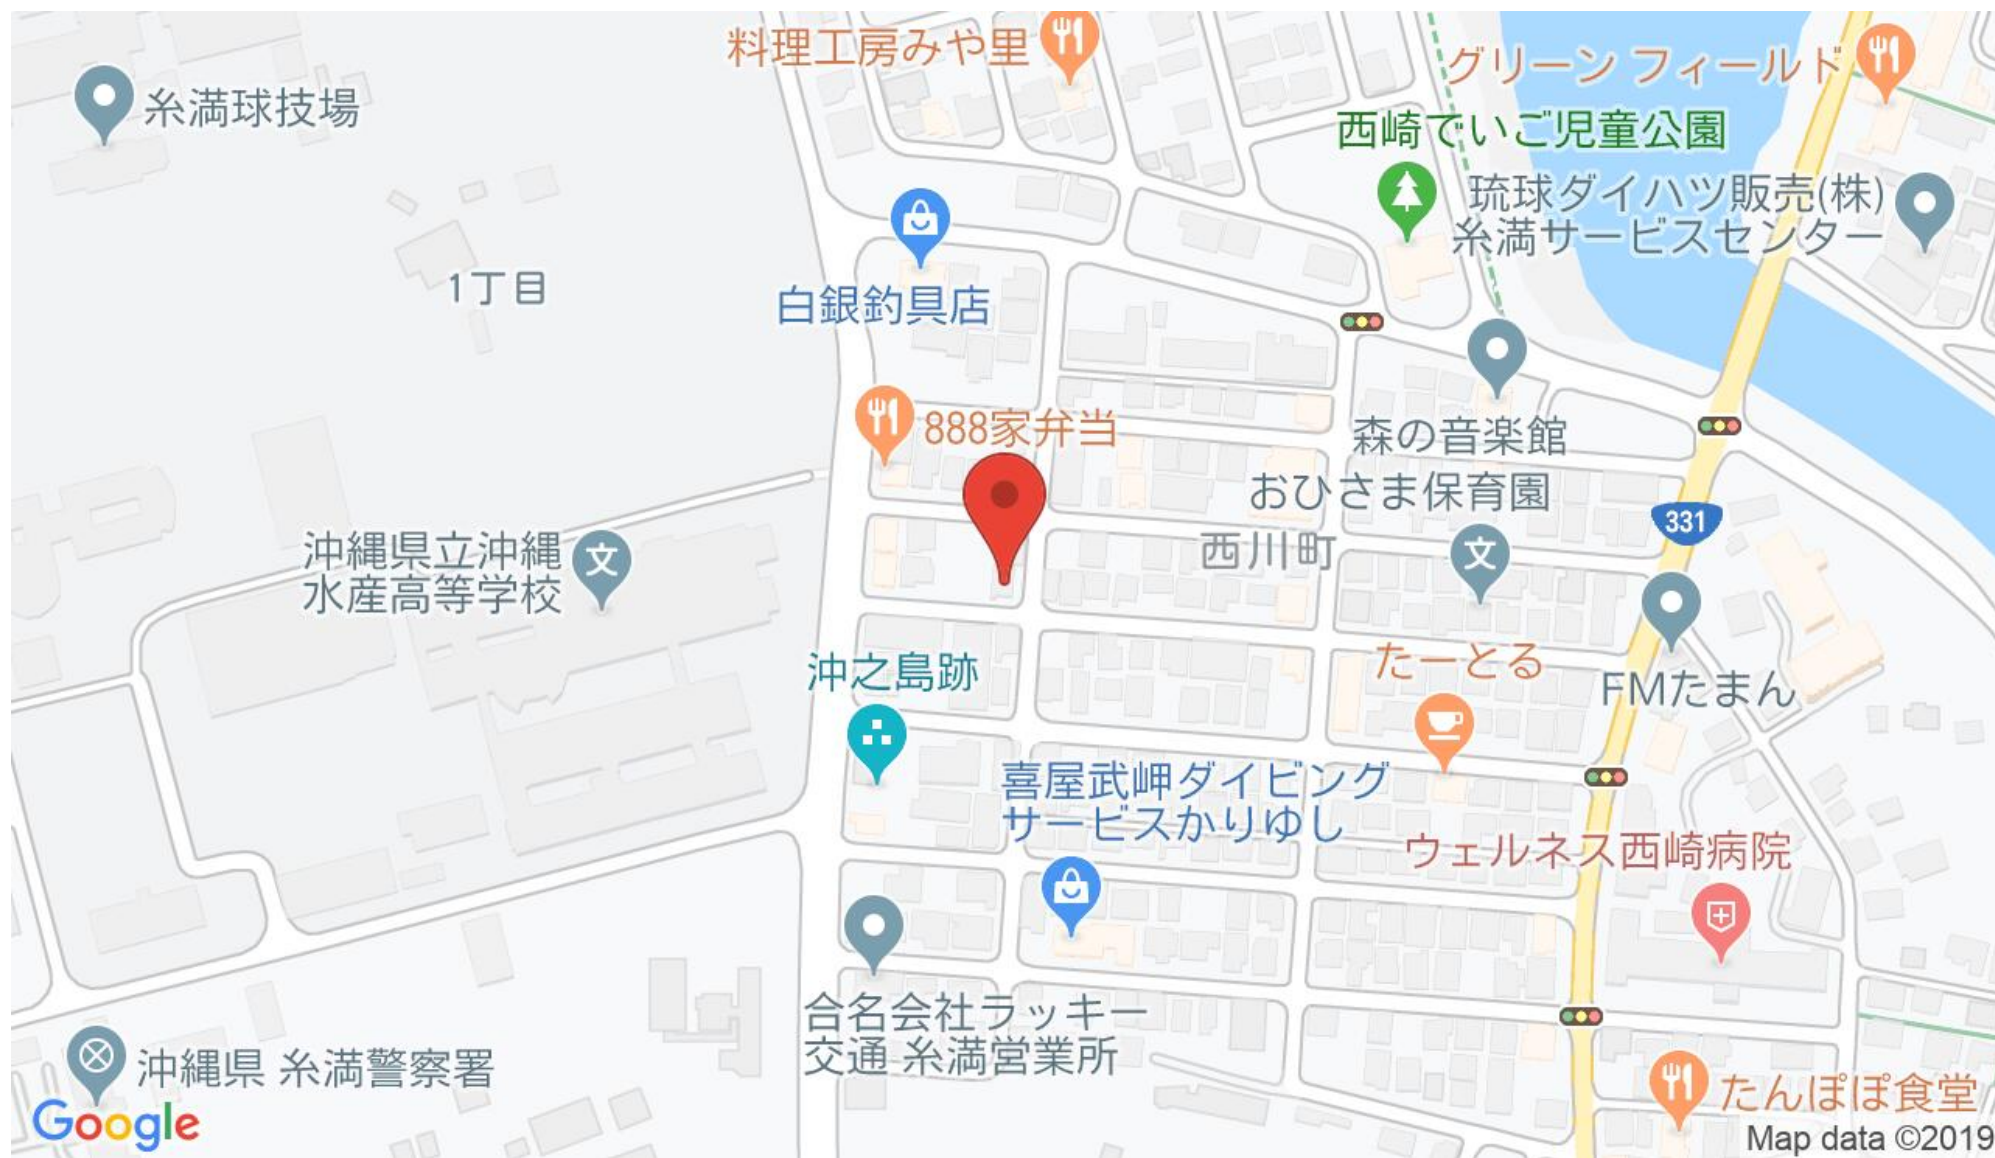 料理工房みや里
グリーン フィールド
糸満球技場
西崎でいご児童公園
琉球ダイハツ販売(株)
糸満サービスセンター
1丁目
白銀釣具店
888家弁当
森の音楽館
おひさま保育園
331
西川町
沖縄県立沖縄
水産高等学校
文
文
沖之島跡
たーとる
FMたまん
喜屋武岬ダイビング
サービスかりゆし
ウェルネス西崎病院
合名会社ラッキー
交通 糸満営業所
沖縄県 糸満警察署
たんぽぽ食堂
Google
Map data ©2019